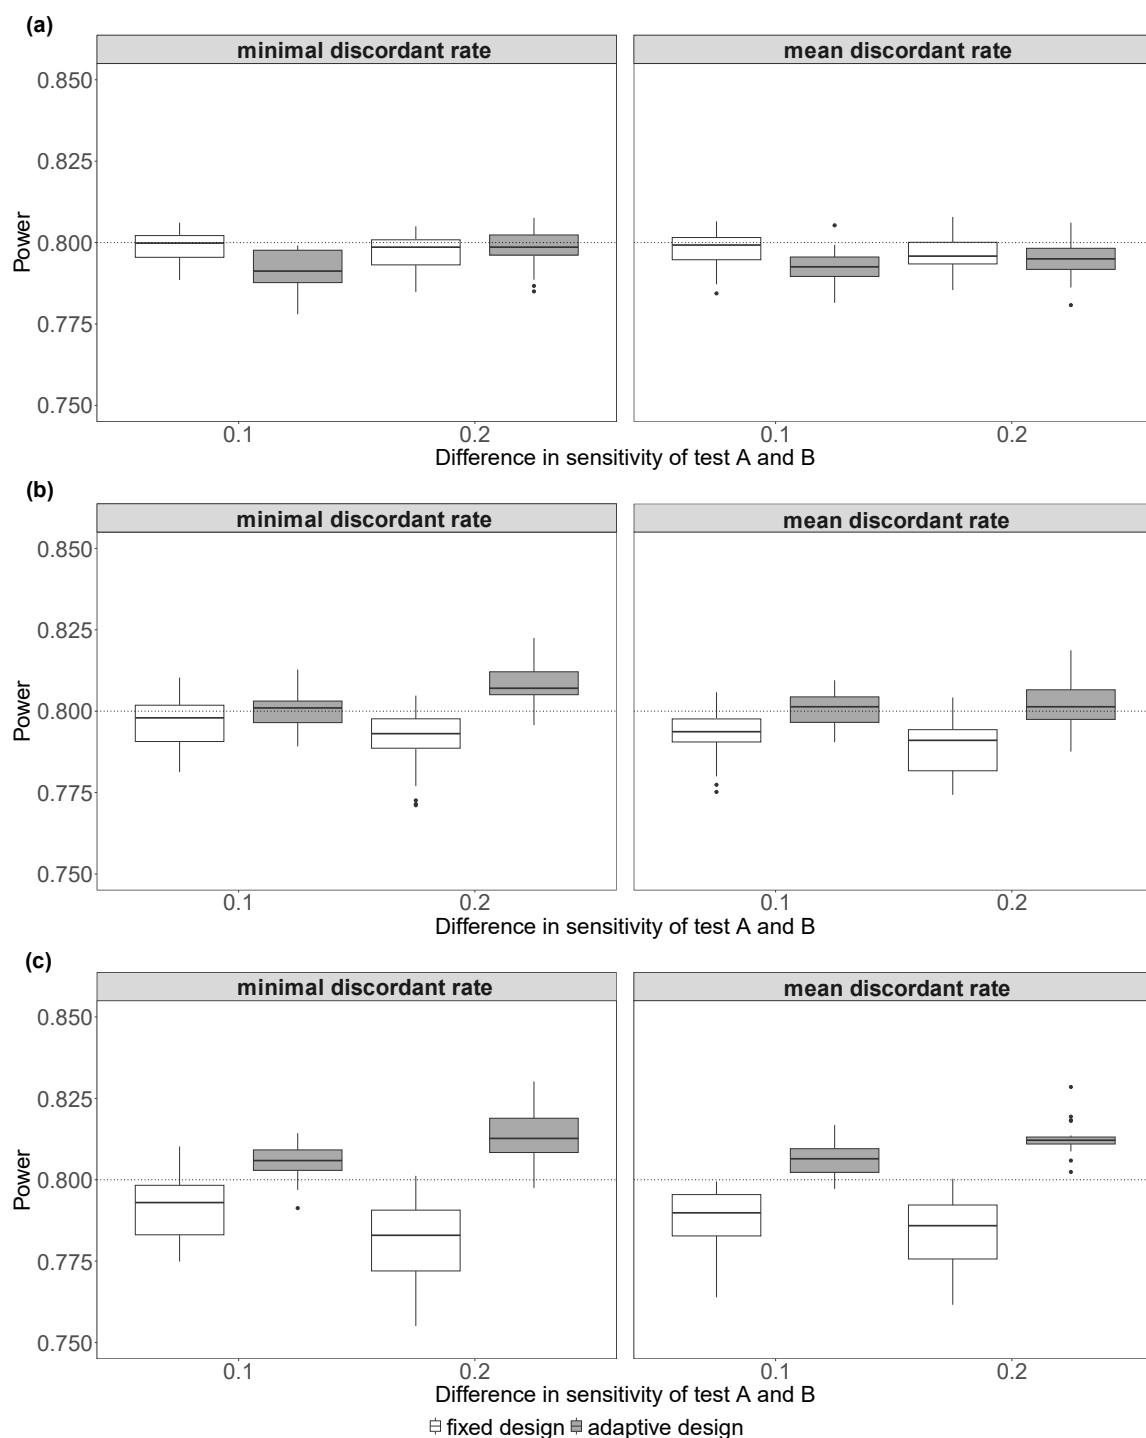 (a)
minimal discordant rate mean discordant rate
0.850
0.825
0.800
0.775
0.750
Power
0.1 0.2 0.1 0.2
Difference in sensitivity of test A and B
(b)
minimal discordant rate mean discordant rate
0.850
0.825
0.800
0.775
0.750
Power
0.1 0.2 0.1 0.2
Difference in sensitivity of test A and B
(c)
minimal discordant rate mean discordant rate
0.850
0.825
0.800
0.775
0.750
Power
0.1 0.2 0.1 0.2
Difference in sensitivity of test A and B
fixed design adaptive design